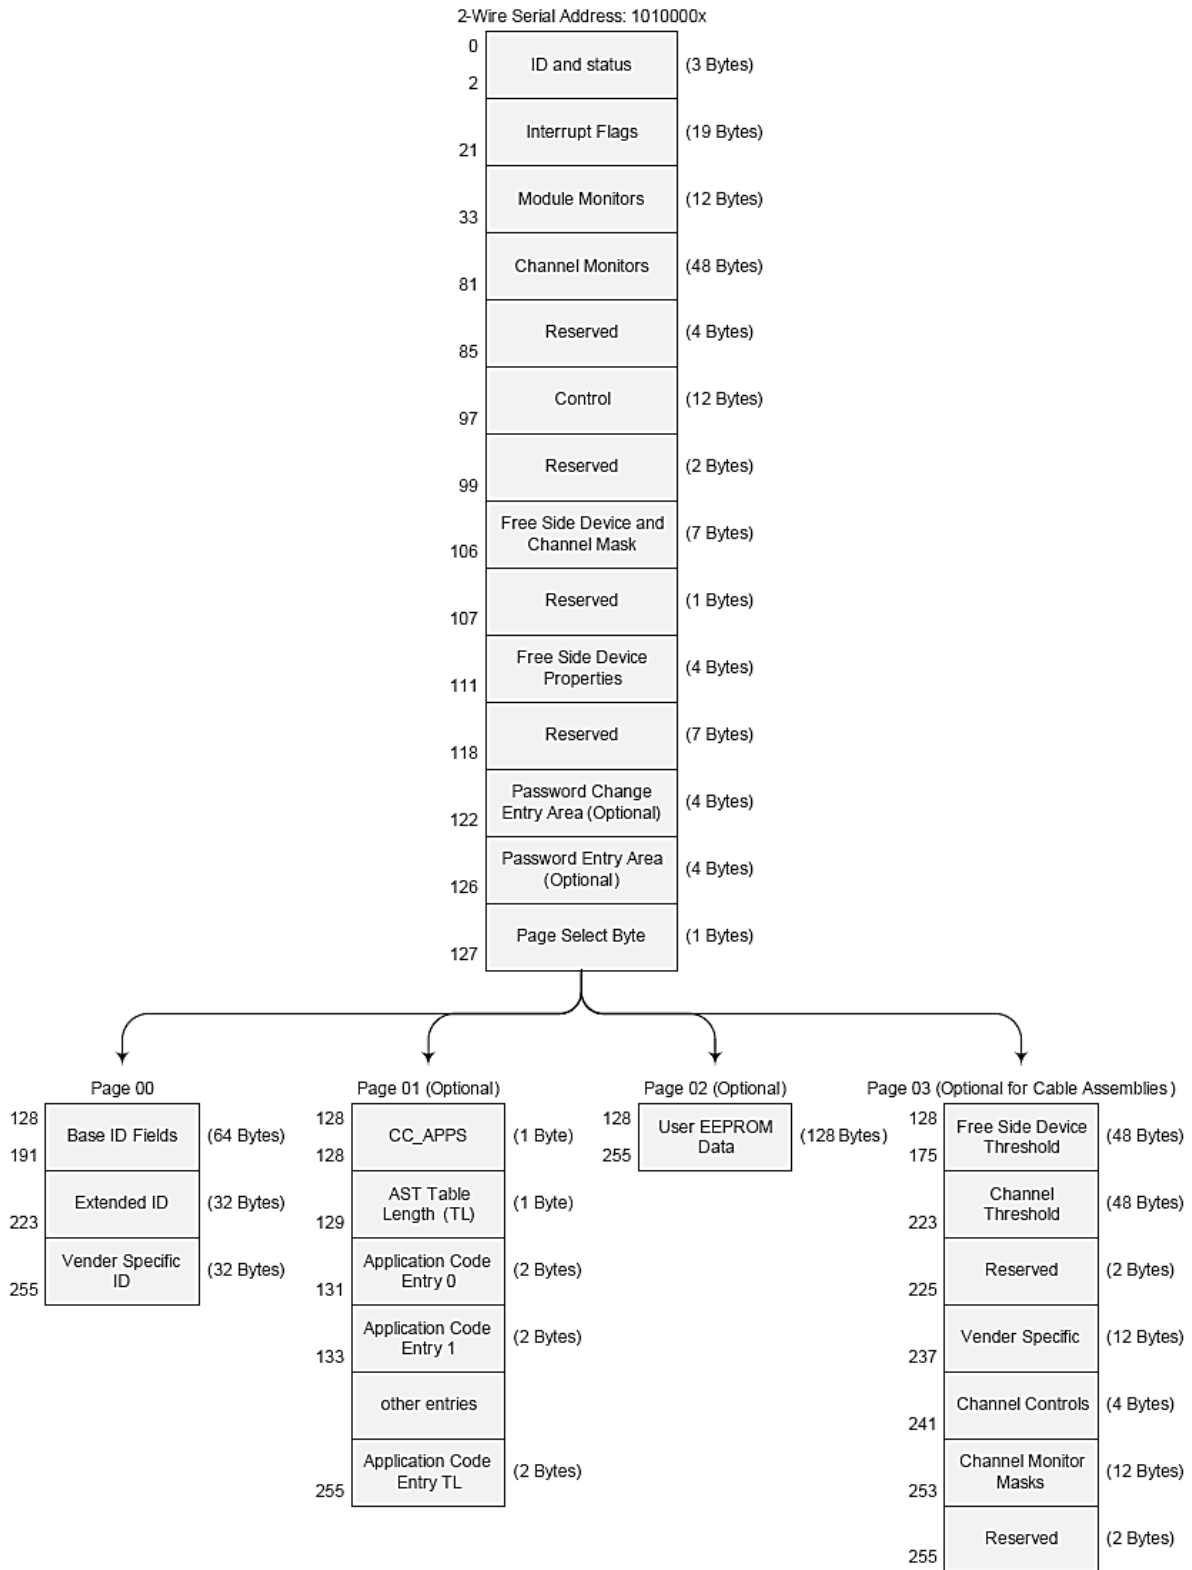 2-Wire Serial Address: 1010000x
0
ID and status
(3 Bytes)
2
Interrupt Flags
(19 Bytes)
21
Module Monitors
(12 Bytes)
33
Channel Monitors
(48 Bytes)
81
Reserved
(4 Bytes)
85
Control
(12 Bytes)
97
Reserved
(2 Bytes)
99
Free Side Device and
Channel Mask
(7 Bytes)
106
Reserved
(1 Bytes)
107
Free Side Device
Properties
(4 Bytes)
111
Reserved
(7 Bytes)
118
Password Change
Entry Area (Optional)
(4 Bytes)
122
Password Entry Area
(Optional)
(4 Bytes)
126
Page Select Byte
(1 Bytes)
127
Page 00
128
Base ID Fields
(64 Bytes)
191
Extended ID
(32 Bytes)
223
Vender Specific
ID
(32 Bytes)
255
Page 01 (Optional)
128
CC_APPS
(1 Byte)
128
AST Table
Length (TL)
(1 Byte)
129
Application Code
Entry 0
(2 Bytes)
131
Application Code
Entry 1
(2 Bytes)
133
other entries
Application Code
Entry TL
(2 Bytes)
255
Page 02 (Optional)
128
User EEPROM
Data
(128 Bytes)
255
Page 03 (Optional for Cable Assemblies)
128
Free Side Device
Threshold
(48 Bytes)
175
Channel
Threshold
(48 Bytes)
223
Reserved
(2 Bytes)
225
Vender Specific
(12 Bytes)
237
Channel Controls
(4 Bytes)
241
Channel Monitor
Masks
(12 Bytes)
253
Reserved
(2 Bytes)
255